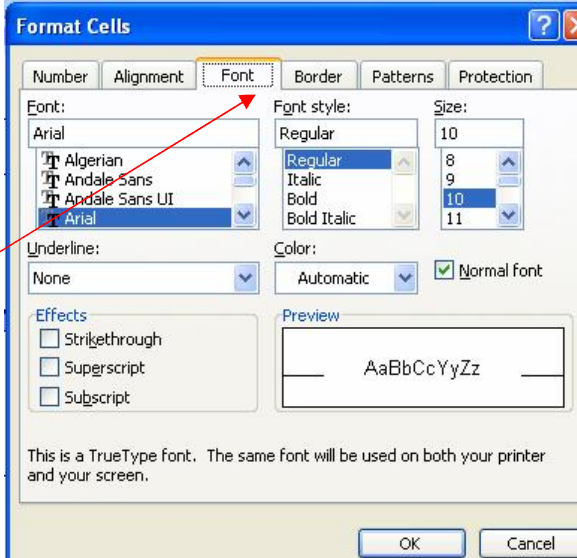 Format Cells
Number Alignment Font Border Patterns Protection
Font: Font style: Size:
Arial Regular 10
Algerian Regular 8
Andale Sans Italic 9
Andale Sans UI Bold 10
Arial Bold Italic 11
Underline: Color:
None Automatic Normal font
Effects Preview
Strikethrough
Superscript AaBbCcYyZz
Subscript
This is a TrueType font. The same font will be used on both your printer
and your screen.
OK Cancel